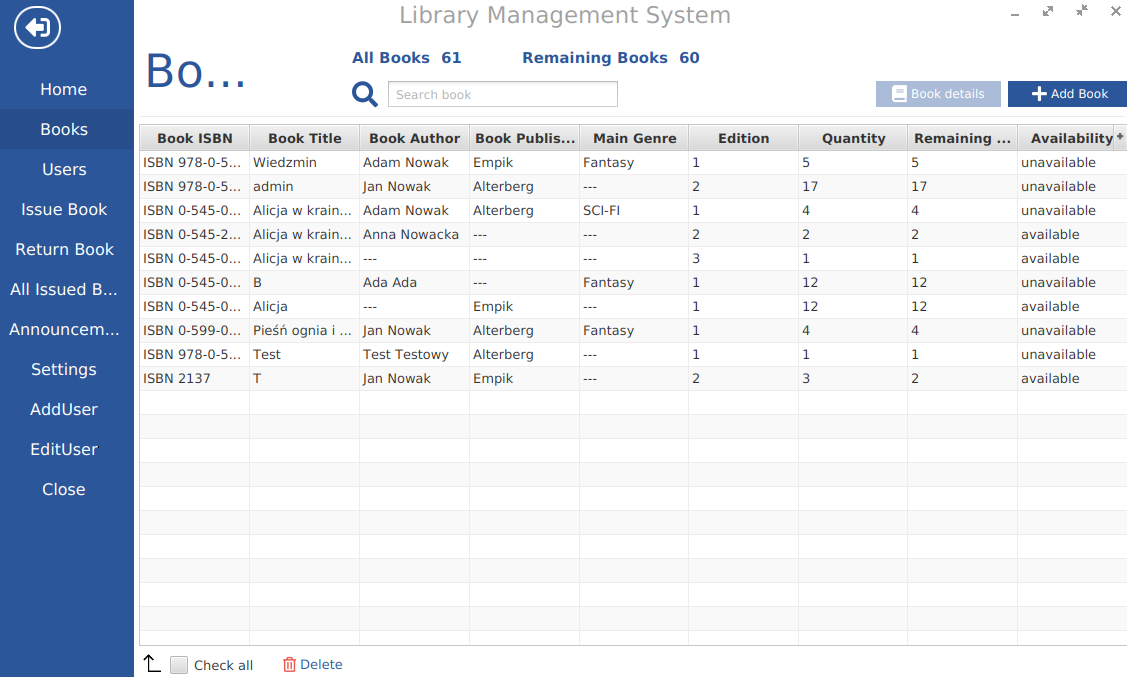 Library Management System
Bo...
All Books 61 Remaining Books 60
Search book
Book details
Add Book
Home
Books
Users
Issue Book
Return Book
All Issued B...
Announcem...
Settings
AddUser
EditUser
Close
Book ISBN Book Title Book Author Book Publis... Main Genre Edition Quantity Remaining ... Availability +
ISBN 978-0-5... Wiedzmin Adam Nowak Empik Fantasy 1 5 5 unavailable
ISBN 978-0-5... admin Jan Nowak Alterberg --- 2 17 17 unavailable
ISBN 0-545-0... Alicja w krain... Adam Nowak Alterberg SCI-FI 1 4 4 unavailable
ISBN 0-545-2... Alicja w krain... Anna Nowacka --- --- 2 2 2 available
ISBN 0-545-0... Alicja w krain... --- --- --- 3 1 1 available
ISBN 0-545-0... B Ada Ada --- Fantasy 1 12 12 unavailable
ISBN 0-545-0... Alicja --- Empik --- 1 12 12 available
ISBN 0-599-0... Pieśń ognia i ... Jan Nowak Alterberg Fantasy 1 4 4 unavailable
ISBN 978-0-5... Test Test Testowy Alterberg --- 1 1 1 unavailable
ISBN 2137 T Jan Nowak Empik --- 2 3 2 available
Check all Delete